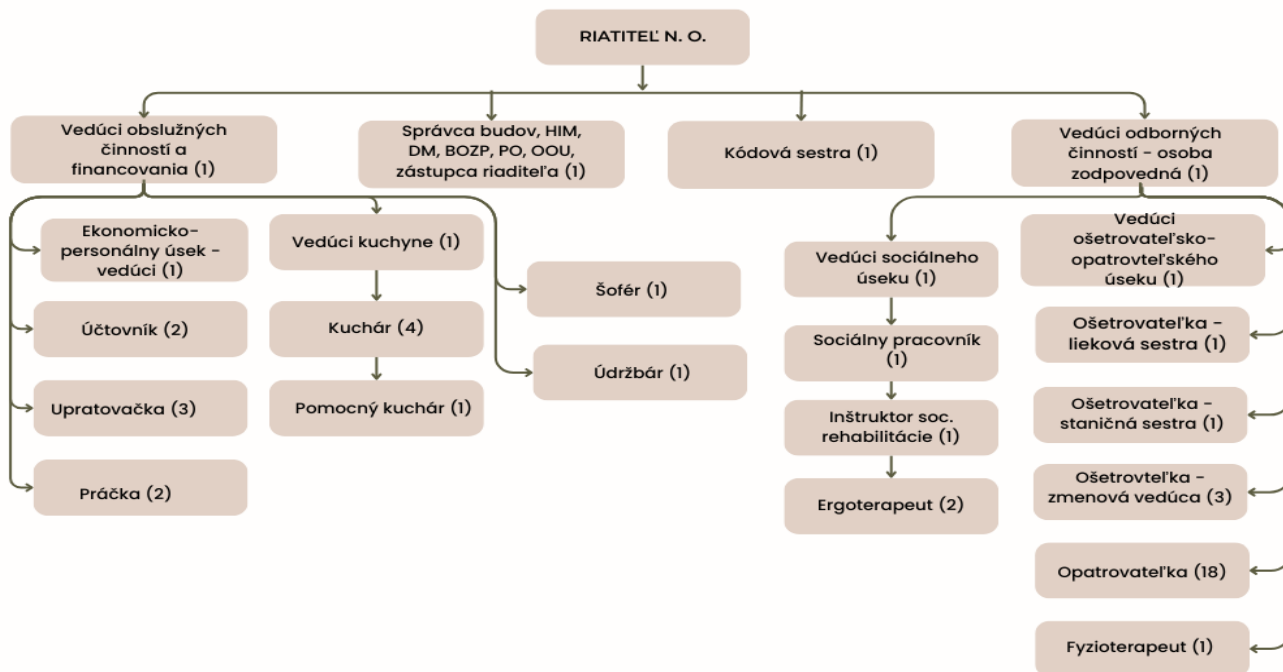 RIATITEĽ N. O.
Vedúci obslužných
činností a
financovania (1)
Správca budov, HIM,
DM, BOZP, PO, OOU,
zástupca riaditeľa (1)
Kódová sestra (1)
Vedúci odborných
činností - osoba
zodpovedná (1)
Ekonomicko-
personálny úsek -
vedúci (1)
Účtovník (2)
Upratovačka (3)
Práčka (2)
Vedúci kuchyne (1)
Kuchár (4)
Pomocný kuchár (1)
Šofér (1)
Údržbár (1)
Vedúci sociálneho
úseku (1)
Sociálny pracovník
(1)
Inštruktor soc.
rehabilitácie (1)
Ergoterapeut (2)
Vedúci
ošetrovateľsko-
opatrovteľského
úseku (1)
Ošetrovateľka -
lieková sestra (1)
Ošetrovateľka -
staničná sestra (1)
Ošetrovteľka -
zmenová vedúca (3)
Opatrovateľka (18)
Fyzioterapeut (1)